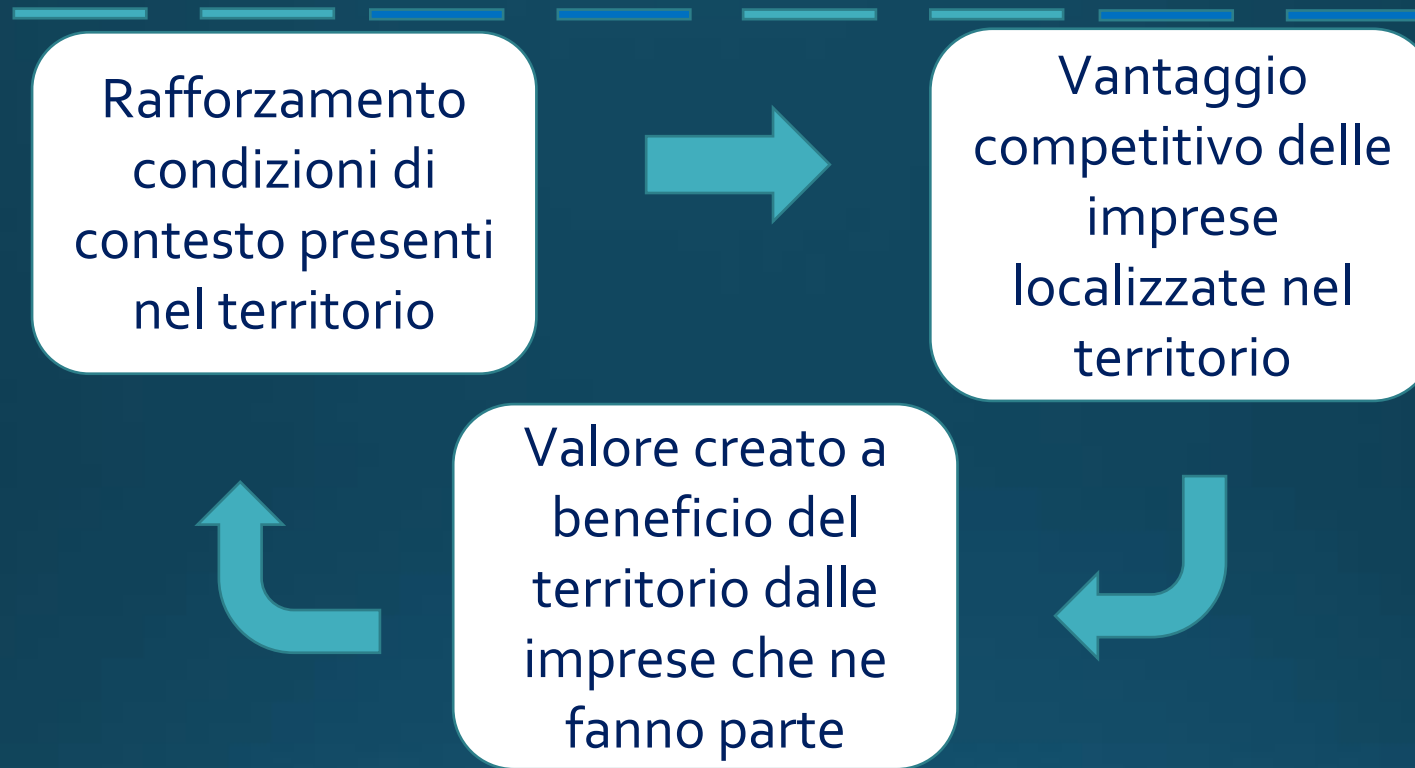 Rafforzamento
condizioni di
contesto presenti
nel territorio
Vantaggio
competitivo delle
imprese
localizzate nel
territorio
Valore creato a
beneficio del
territorio dalle
imprese che ne
fanno parte